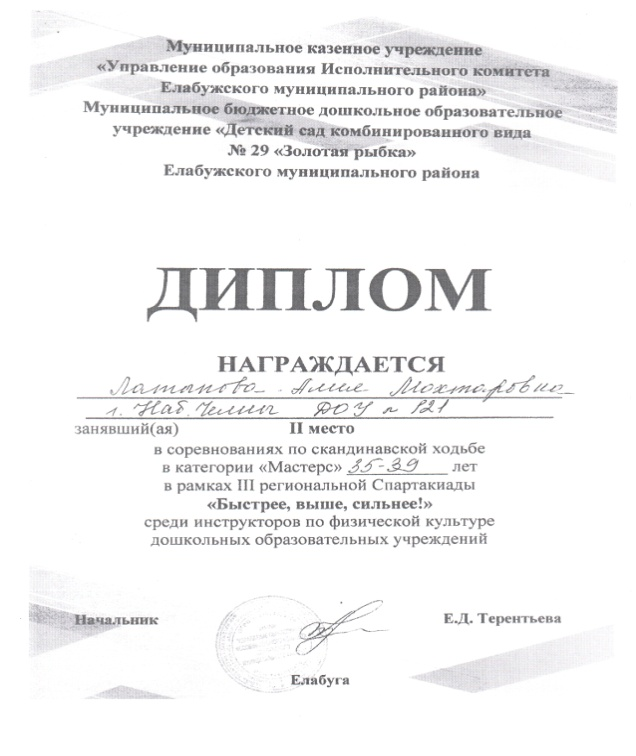 Муниципальное казенное учреждение
«Управление образования Исполнительного комитета
Елабужского муниципального района»
Муниципальное бюджетное дошкольное образовательное
учреждение «Детский сад комбинированного вида
№ 29 «Золотая рыбка»
Елабужского муниципального района
ДИПЛОМ
НАГРАЖДАЕТСЯ
Латыпова Алия Мохтаровна
г. Наб. Челны ДОУ № 121
занявший(ая) II место
в соревнованиях по скандинавской ходьбе
в категории «Мастерс» 35-39 лет
в рамках III региональной Спартакиады
«Быстрее, выше, сильнее!»
среди инструкторов по физической культуре
дошкольных образовательных учреждений
Начальник Е.Д. Терентьева
Елабуга